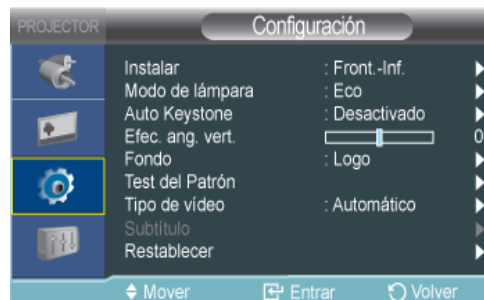 PROJECTOR
Configuración
Instalar : Front.-Inf.
Modo de lámpara : Eco
Auto Keystone : Desactivado
Efec. ang. vert. 0
Fondo : Logo
Test del Patrón
Tipo de vídeo : Automático
Subtítulo
Restablecer
Mover Entrar Volver